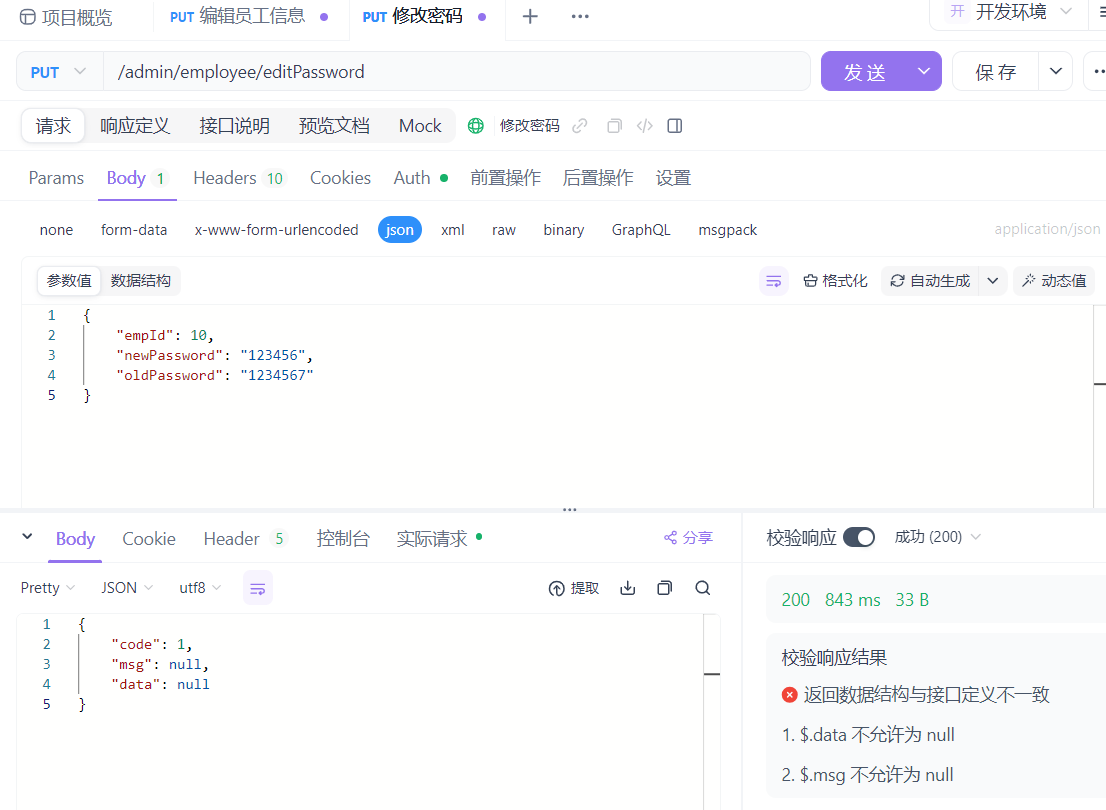 项目概览 PUT 编辑员工信息 PUT 修改密码 开 开发环境
PUT /admin/employee/editPassword 发 送 保 存
请求 响应定义 接口说明 预览文档 Mock 修改密码
Params Body 1 Headers 10 Cookies Auth 前置操作 后置操作 设置
none form-data x-www-form-urlencoded json xml raw binary GraphQL msgpack application/json
参数值 数据结构 格式化 自动生成 动态值
1 {
2 "empId": 10,
3 "newPassword": "123456",
4 "oldPassword": "1234567"
5 }
Body Cookie Header 5 控制台 实际请求 分享
Pretty JSON utf8 提取
1 {
2 "code": 1,
3 "msg": null,
4 "data": null
5 }
校验响应 成功 (200)
200 843 ms 33 B
校验响应结果
返回数据结构与接口定义不一致
1. $.data 不允许为 null
2. $.msg 不允许为 null